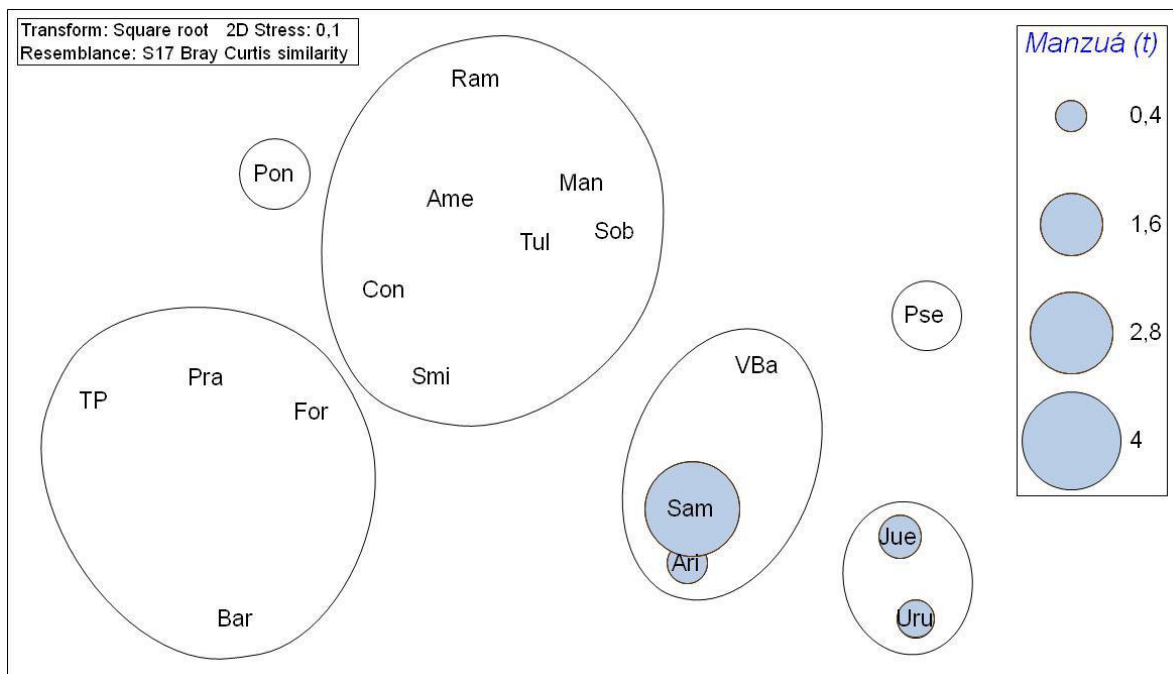 Transform: Square root 2D Stress: 0,1
Resemblance: S17 Bray Curtis similarity
Manzuá (t)
0,4
1,6
2,8
4
Ram
Pon
Man
Ame
Sob
Tul
Con
Pse
VBa
Smi
Pra
TP
For
Sam
Jue
Ari
Uru
Bar